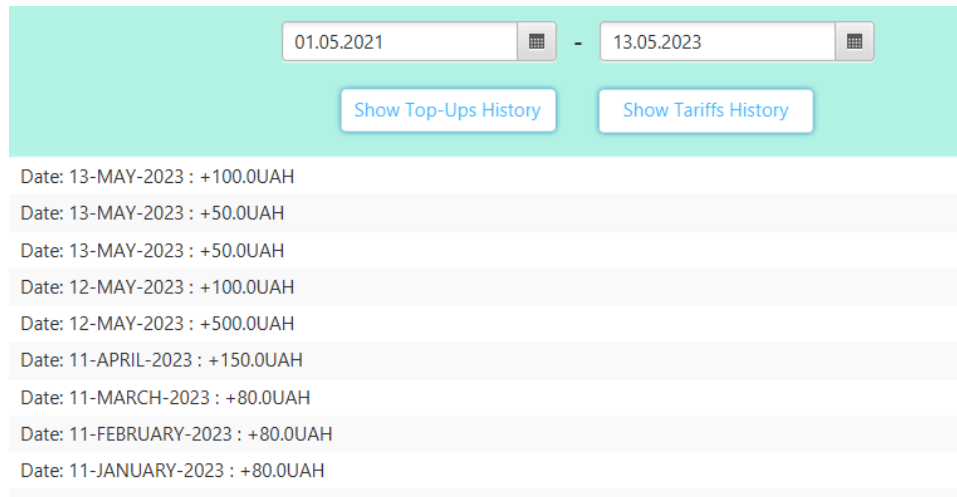 01.05.2021 - 13.05.2023
Show Top-Ups History Show Tariffs History
Date: 13-MAY-2023 : +100.0UAH
Date: 13-MAY-2023 : +50.0UAH
Date: 13-MAY-2023 : +50.0UAH
Date: 12-MAY-2023 : +100.0UAH
Date: 12-MAY-2023 : +500.0UAH
Date: 11-APRIL-2023 : +150.0UAH
Date: 11-MARCH-2023 : +80.0UAH
Date: 11-FEBRUARY-2023 : +80.0UAH
Date: 11-JANUARY-2023 : +80.0UAH